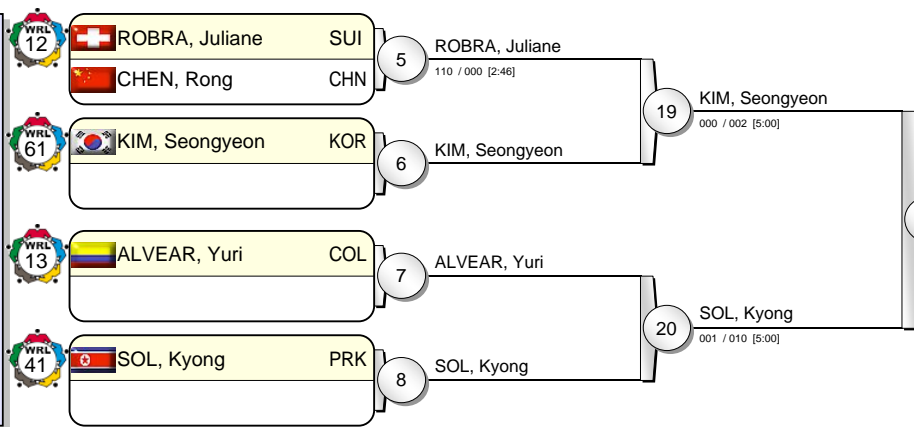 WRL
12
ROBRA, Juliane SUI
CHEN, Rong CHN
5
ROBRA, Juliane
110 / 000 [2:46]
WRL
61
KIM, Seongyeon KOR
6
KIM, Seongyeon
19
KIM, Seongyeon
000 / 002 [5:00]
WRL
13
ALVEAR, Yuri COL
7
ALVEAR, Yuri
WRL
41
SOL, Kyong PRK
8
SOL, Kyong
20
SOL, Kyong
001 / 010 [5:00]